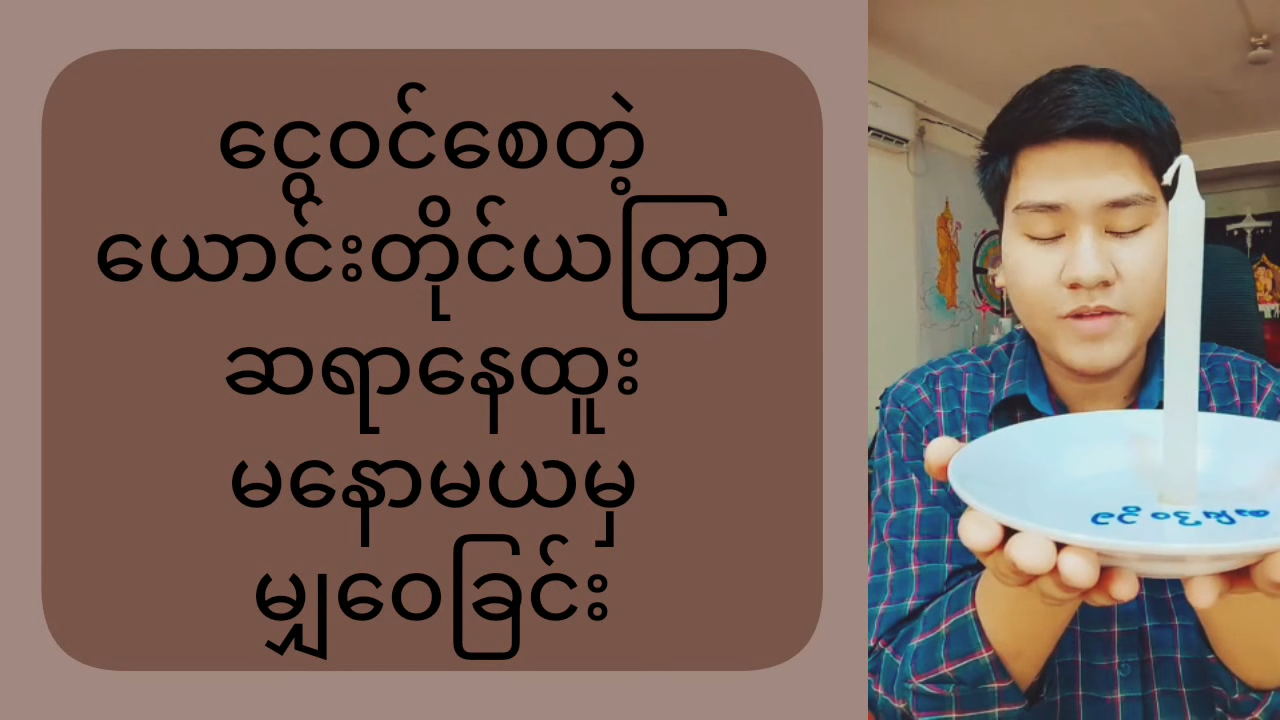 ငွေဝင်စေတဲ့
ယောင်းတိုင်ယတြာ
ဆရာနေထူး
မနောမယမှ
မျှဝေခြင်း